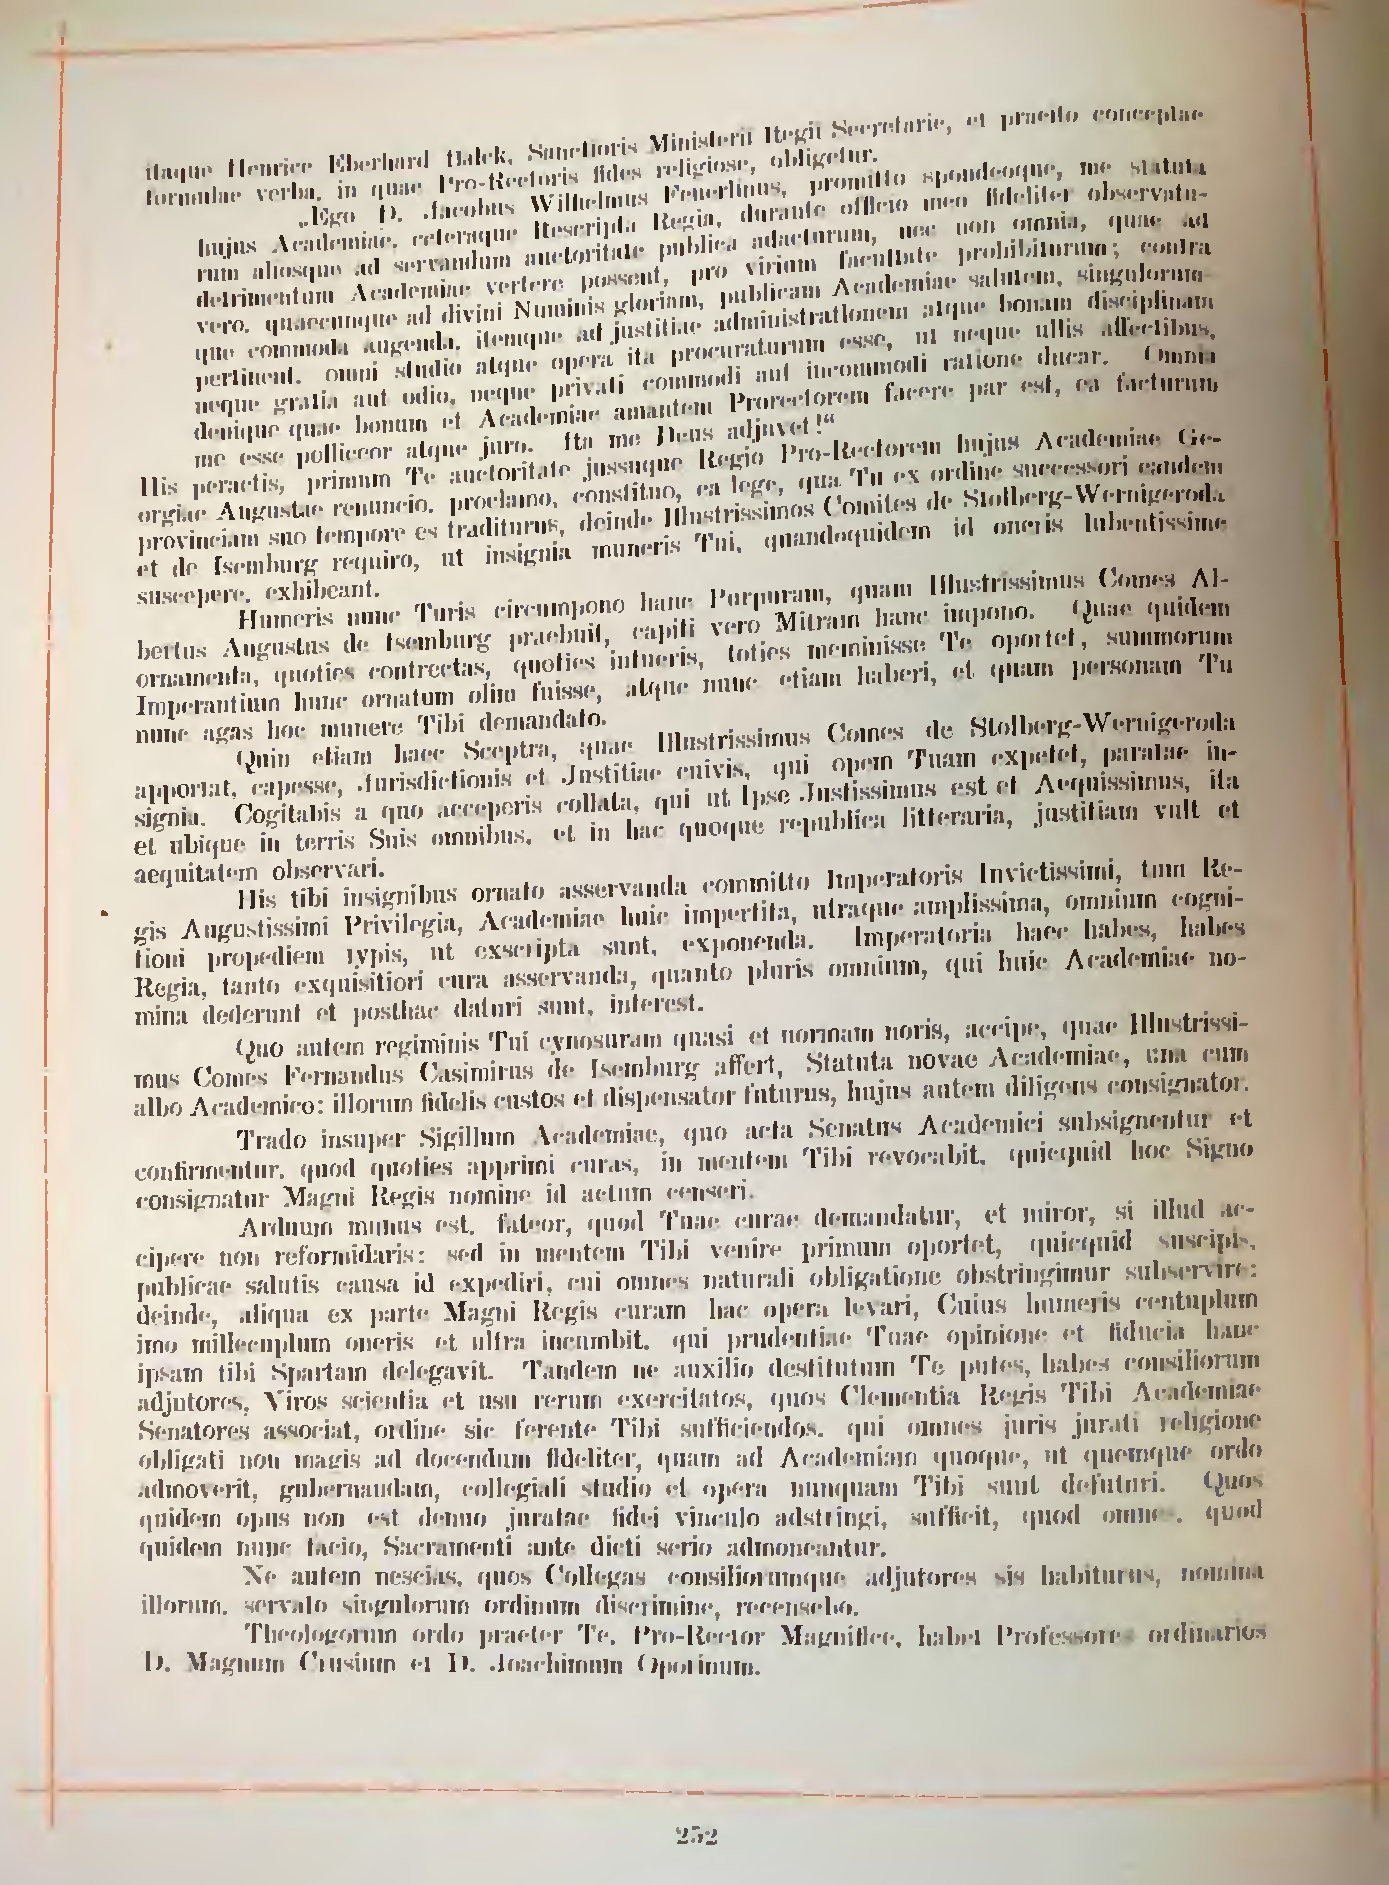 itaque Henrice Eberhard Balck, Sanctioris Ministerii Regii Secretarie, et praeito conceptae
formulae verba, in quae Pro-Rectoris fides religiose, obligetur.
„Ego D. Jacobus Wilhelmus Feuerlinus, promitto spondeoque, me statuta
hujus Academiae, ceteraque Rescripta Regia, durante officio meo fideliter observatu-
rum aliosque ad servandum auctoritate publica adacturum, nec non omnia, quae ad
detrimentum Academiae vertere possent, pro virium facultate prohibiturum; contra
vero, quaecunque ad divini Numinis gloriam, publicam Academiae salutem, singulorum-
que commoda augenda, itemque ad justitiae administrationem atque bonam disciplinam
pertinent, omni studio atque opera ita procuraturum esse, ut neque ullis affectibus,
neque gratia aut odio, neque privati commodi aut incommodi ratione ducar. Omnia
denique quae bonum et Academiae amantem Prorectorem facere par est, ea facturum
me esse polliceor atque juro. Ita me Deus adjuvet!“
His peractis, primum Te auctoritate jussuque Regio Pro-Rectorem hujus Academiae Ge-
orgiae Augustae renuncio, proclamo, constituo, ea lege, qua Tu ex ordine successori eandem
provinciam suo tempore es traditurus, deinde Illustrissimos Comites de Stolberg-Wernigeroda
et de Isemburg requiro, ut insignia muneris Tui, quandoquidem id oneris lubentissime
suscepere, exhibeant.
Humeris nunc Turis circumpono hanc Purpuram, quam Illustrissimus Comes Al-
bertus Augustus de Isemburg praebuit, capiti vero Mitram hanc impono. Quae quidem
ornamenta, quoties contrectas, quoties intueris, toties meminisse Te oportet, summorum
Imperantium hunc ornatum olim fuisse, atque nunc etiam haberi, et quam personam Tu
nunc agas hoc munere Tibi demandato.
Quin etiam haec Sceptra, quae Illustrissimus Comes de Stolberg-Wernigeroda
apportat, capesse, Jurisdictionis et Justitiae cuivis, qui opem Tuam expetet, paratae in-
signia. Cogitabis a quo acceperis collata, qui ut Ipse Justissimus est et Aequissimus, ita
et ubique in terris Suis omnibus, et in hac quoque republica litteraria, justitiam vult et
aequitatem observari.
His tibi insignibus ornato asservanda committo Imperatoris Invictissimi, tum Re-
gis Augustissimi Privilegia, Academiae huic impertita, utraque amplissima, omnium cogni-
tioni propediem typis, ut exscripta sunt, exponenda. Imperatoria haec habes, habes
Regia, tanto exquisitiori cura asservanda, quanto pluris omnium, qui huic Academiae no-
mina dederunt et posthac daturi sunt, interest.
Quo autem regiminis Tui cynosuram quasi et normam noris, accipe, quae Illustrissi-
mus Comes Fernandus Casimirus de Isemburg affert, Statuta novae Academiae, una cum
albo Academico: illorum fidelis custos et dispensator futurus, hujus autem diligens consignator.
Trado insuper Sigillum Academiae, quo acta Senatus Academici subsignentur et
confirmentur, quod quoties apprimi curas, in mentem Tibi revocabit, quicquid hoc Signo
consignatur Magni Regis nomine id actum censeri.
Arduum munus est, fateor, quod Tuae curae demandatur, et miror, si illud ac-
cipere non reformidaris: sed in mentem Tibi venire primum oportet, quicquid suscipis,
publicae salutis causa id expediri, cui omnes naturali obligatione obstringimur subservire:
deinde, aliqua ex parte Magni Regis curam hac opera levari, Cuius humeris centuplum
imo millecuplum oneris et ultra incumbit, qui prudentiae Tuae opinione et fiducia hanc
ipsam tibi Spartam delegavit. Tandem ne auxilio destitutum Te putes, habes consiliorum
adjutores, Viros scientia et usu rerum exercitatos, quos Clementia Regis Tibi Academiae
Senatores associat, ordine sic ferente Tibi sufficiendos, qui omnes juris jurati religione
obligati non magis ad docendum fideliter, quam ad Academiam quoque, ut quemque ordo
admoverit, gubernandam, collegiali studio et opera nunquam Tibi sunt defuturi. Quos
quidem opus non est denuo juratae fidei vinculo adstringi, sufficit, quod omnes, quod
quidem nunc facio, Sacramenti ante dicti serio admoneantur.
Ne autem nescias, quos Collegas consiliorumque adjutores sis habiturus, nomina
illorum, servato singulorum ordinum discrimine, recensebo.
Theologorum ordo praeter Te, Pro-Rector Magnifice, habet Professores ordinarios
D. Magnum Crusium et D. Joachimum Oporinum.
252